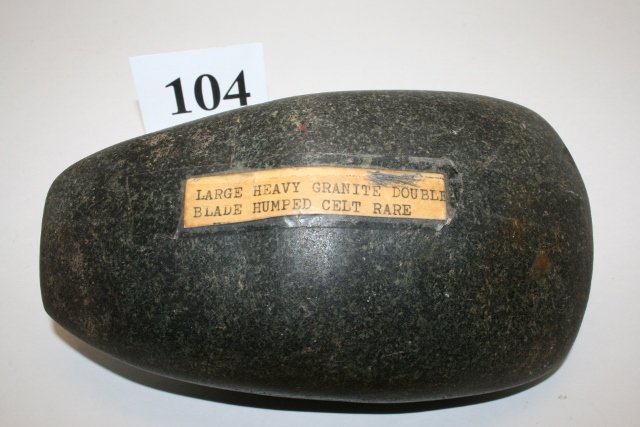 104
LARGE HEAVY GRANITE DOUBLE
BLADE HUMPED CELT RARE